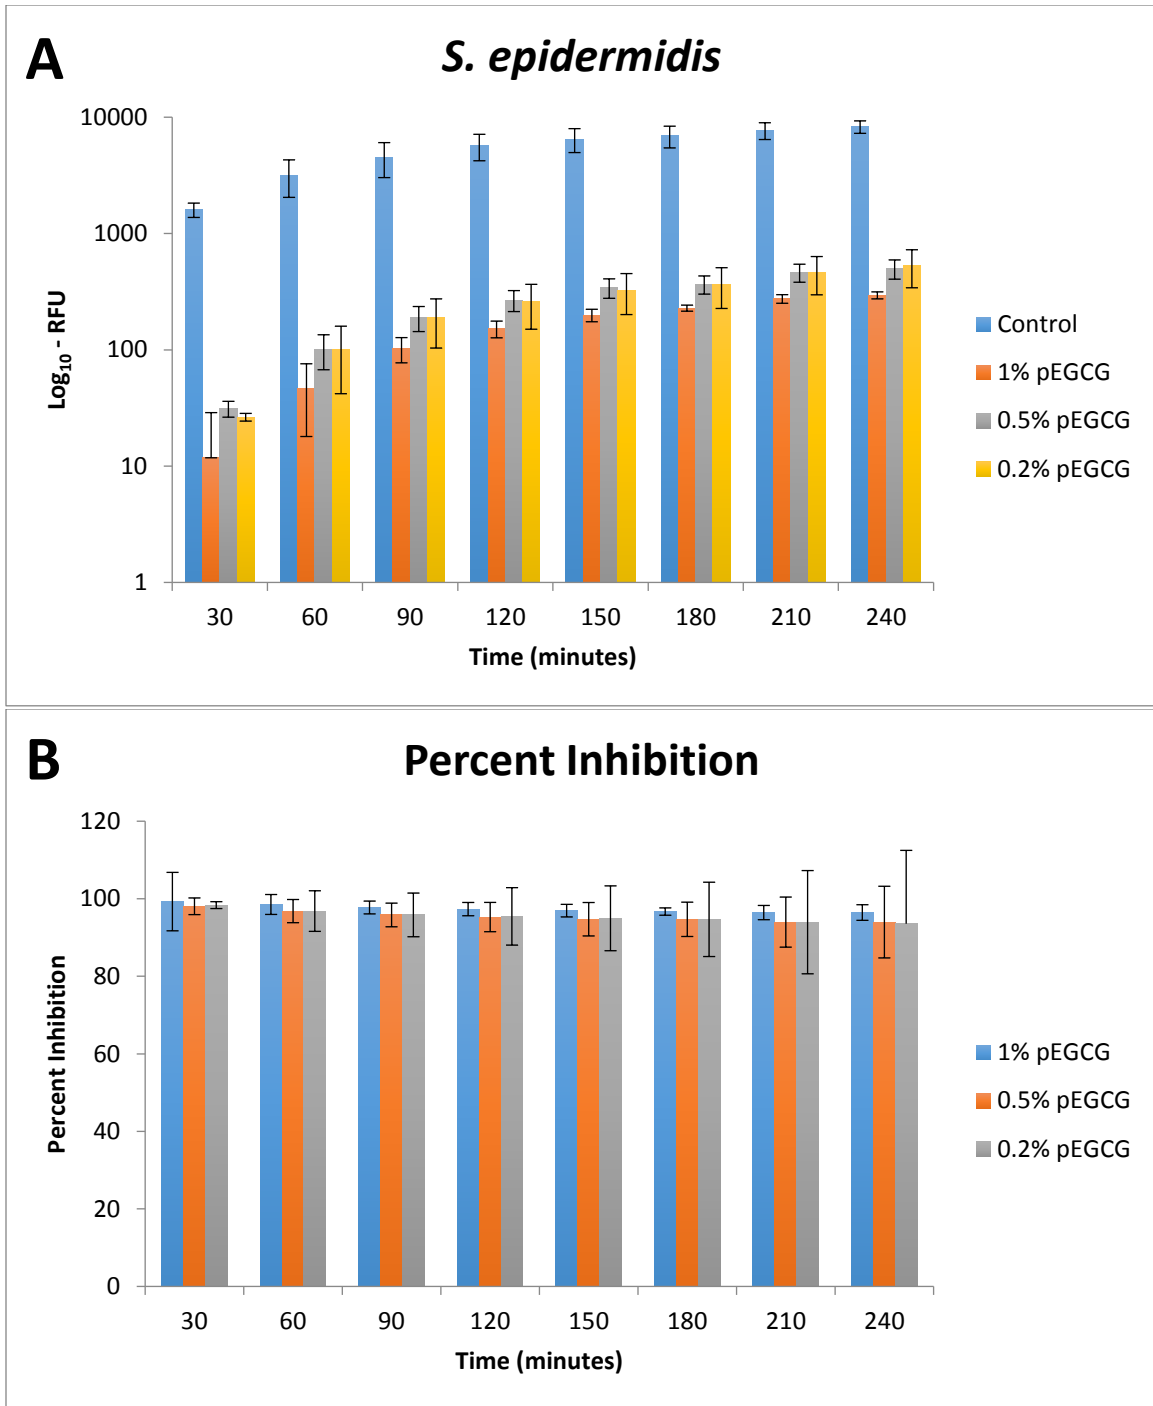 A
S. epidermidis
10000
1000
100
10
1
Log₁₀ - RFU
30 60 90 120 150 180 210 240
Time (minutes)
Control
1% pEGCG
0.5% pEGCG
0.2% pEGCG
B
Percent Inhibition
120
100
80
60
40
20
0
Percent Inhibition
30 60 90 120 150 180 210 240
Time (minutes)
1% pEGCG
0.5% pEGCG
0.2% pEGCG